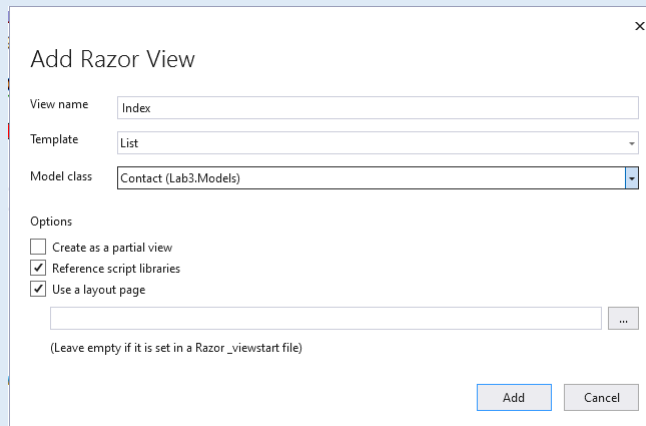 Add Razor View
View name Index
Template List
Model class Contact (Lab3.Models)
Options
Create as a partial view
Reference script libraries
Use a layout page
...
(Leave empty if it is set in a Razor _viewstart file)
Add Cancel